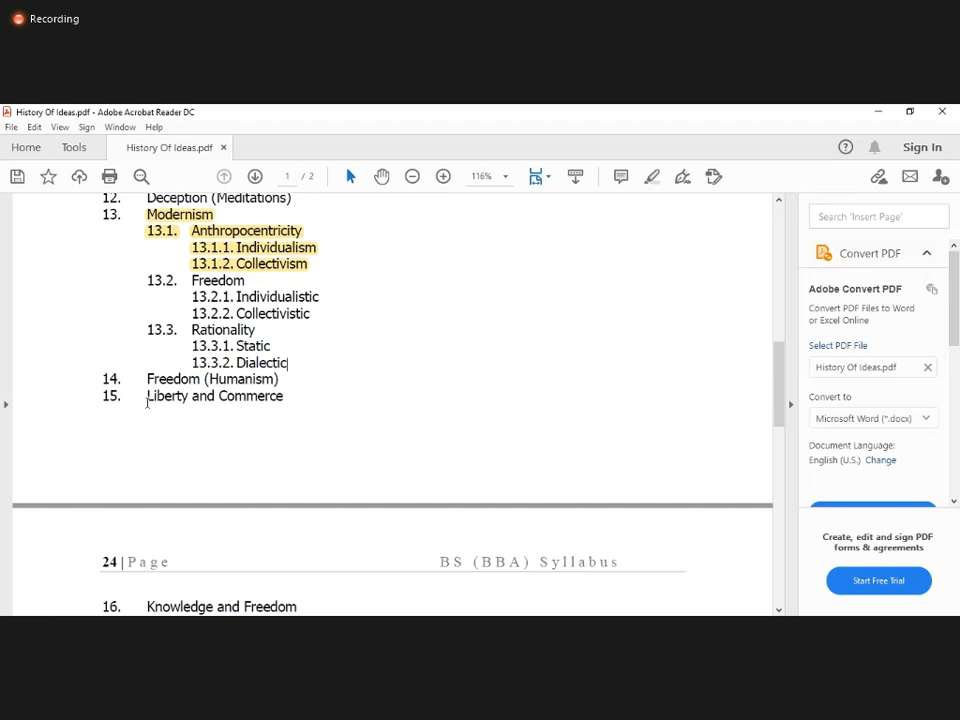 Recording
History Of Ideas.pdf - Adobe Acrobat Reader DC
File Edit View Sign Window Help
Home Tools History Of Ideas.pdf × Sign In
1 / 2 116%
12. Deception (Meditations)
13. Modernism
13.1. Anthropocentricity
13.1.1. Individualism
13.1.2. Collectivism
13.2. Freedom
13.2.1. Individualistic
13.2.2. Collectivistic
13.3. Rationality
13.3.1. Static
13.3.2. Dialectic
14. Freedom (Humanism)
15. Liberty and Commerce
24 | Page BS (BBA) Syllabus
16. Knowledge and Freedom
Search 'Insert Page'
Convert PDF
Adobe Convert PDF
Convert PDF Files to Word
or Excel Online
Select PDF File
History Of Ideas.pdf
Convert to
Microsoft Word (*.docx)
Document Language:
English (U.S.) Change
Create, edit and sign PDF
forms & agreements
Start Free Trial